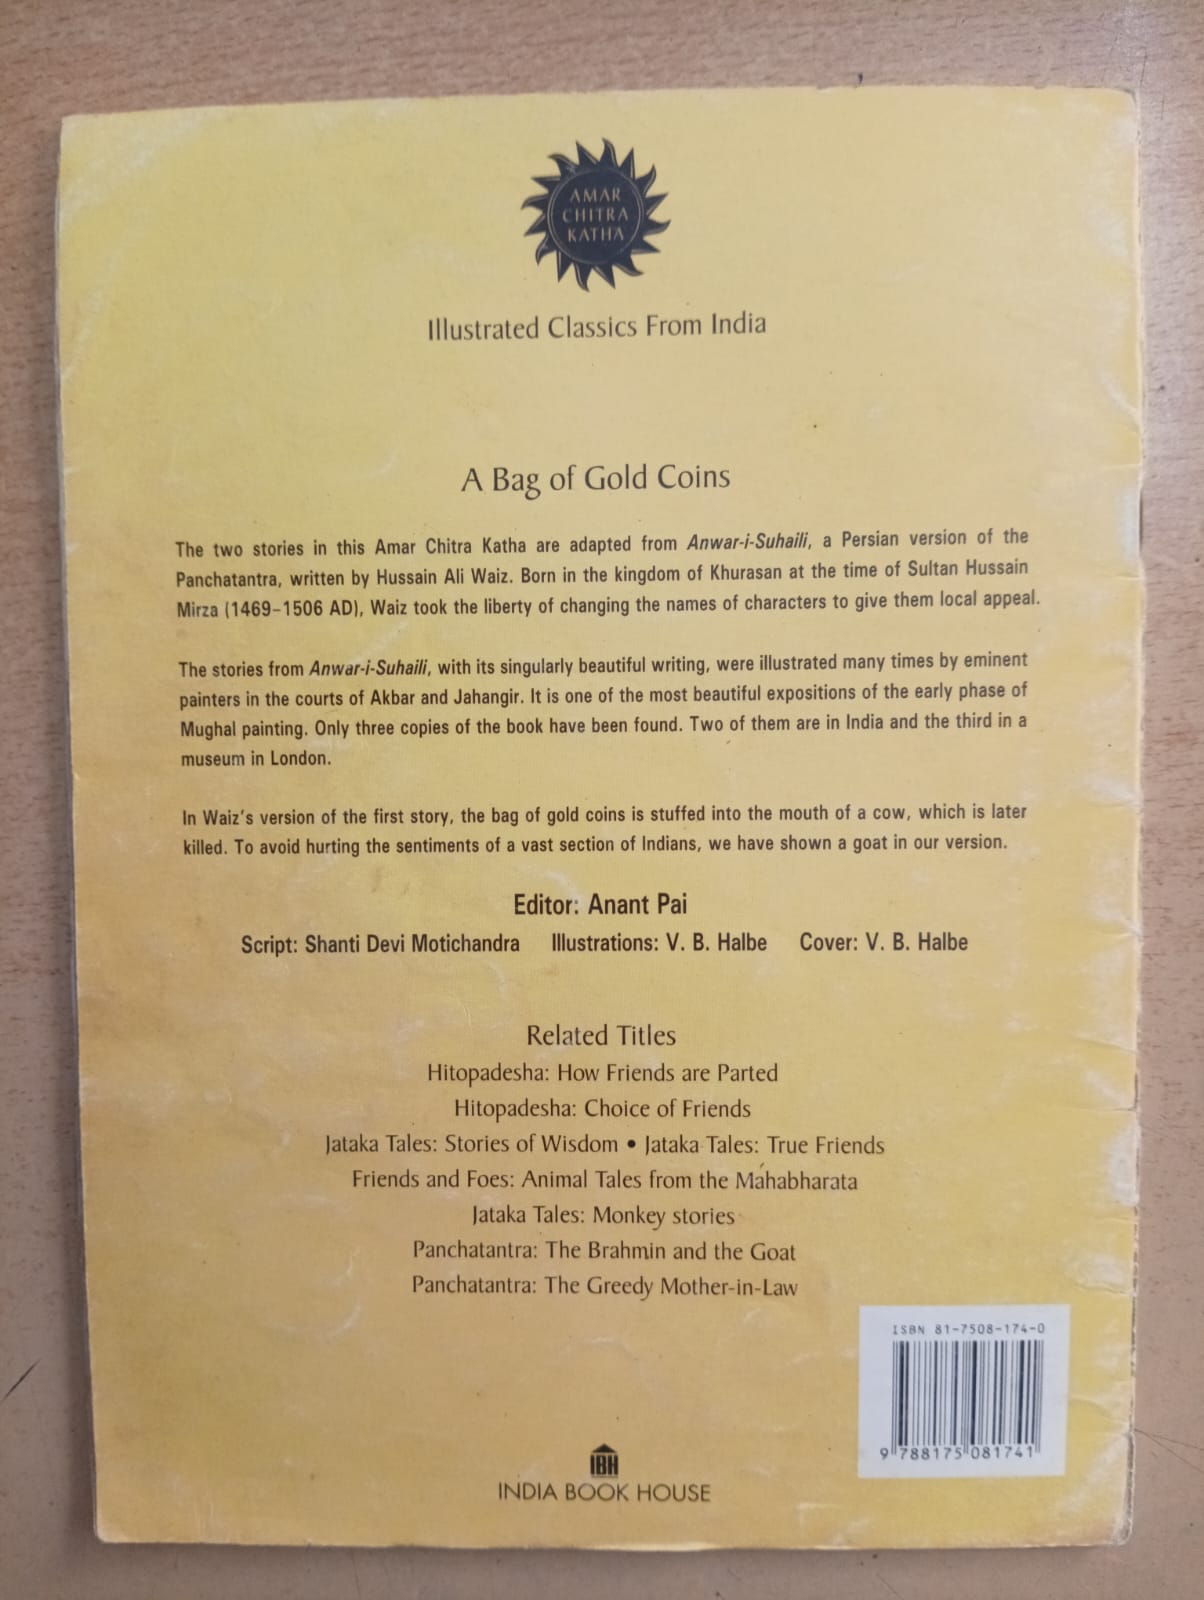 AMAR
CHITRA
KATHA
Illustrated Classics From India
A Bag of Gold Coins
The two stories in this Amar Chitra Katha are adapted from Anwar-i-Suhaili, a Persian version of the
Panchatantra, written by Hussain Ali Waiz. Born in the kingdom of Khurasan at the time of Sultan Hussain
Mirza (1469–1506 AD), Waiz took the liberty of changing the names of characters to give them local appeal.
The stories from Anwar-i-Suhaili, with its singularly beautiful writing, were illustrated many times by eminent
painters in the courts of Akbar and Jahangir. It is one of the most beautiful expositions of the early phase of
Mughal painting. Only three copies of the book have been found. Two of them are in India and the third in a
museum in London.
In Waiz's version of the first story, the bag of gold coins is stuffed into the mouth of a cow, which is later
killed. To avoid hurting the sentiments of a vast section of Indians, we have shown a goat in our version.
Editor: Anant Pai
Script: Shanti Devi Motichandra Illustrations: V. B. Halbe Cover: V. B. Halbe
Related Titles
Hitopadesha: How Friends are Parted
Hitopadesha: Choice of Friends
Jataka Tales: Stories of Wisdom • Jataka Tales: True Friends
Friends and Foes: Animal Tales from the Mahabharata
Jataka Tales: Monkey stories
Panchatantra: The Brahmin and the Goat
Panchatantra: The Greedy Mother-in-Law
ISBN 81-7508-174-0
9 788175 081741
IBH
INDIA BOOK HOUSE